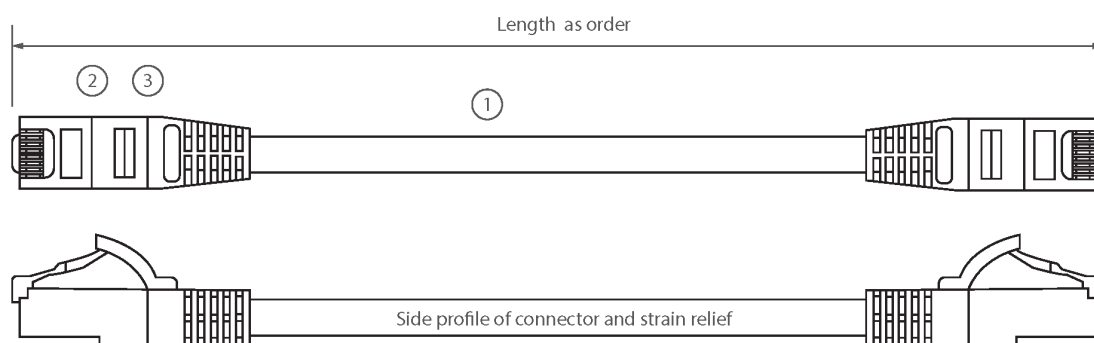 Length as order
2 3
1
Side profile of connector and strain relief